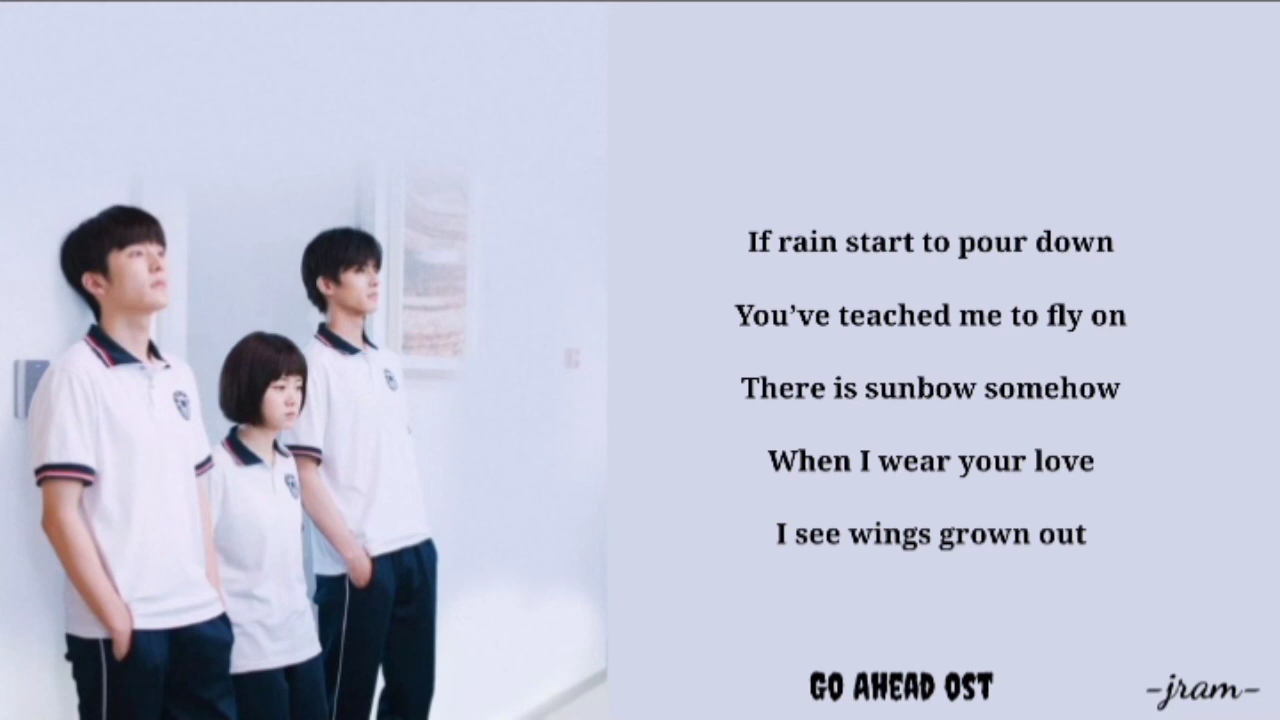 If rain start to pour down
You’ve teached me to fly on
There is sunbow somehow
When I wear your love
I see wings grown out
GO AHEAD OST
-jram-